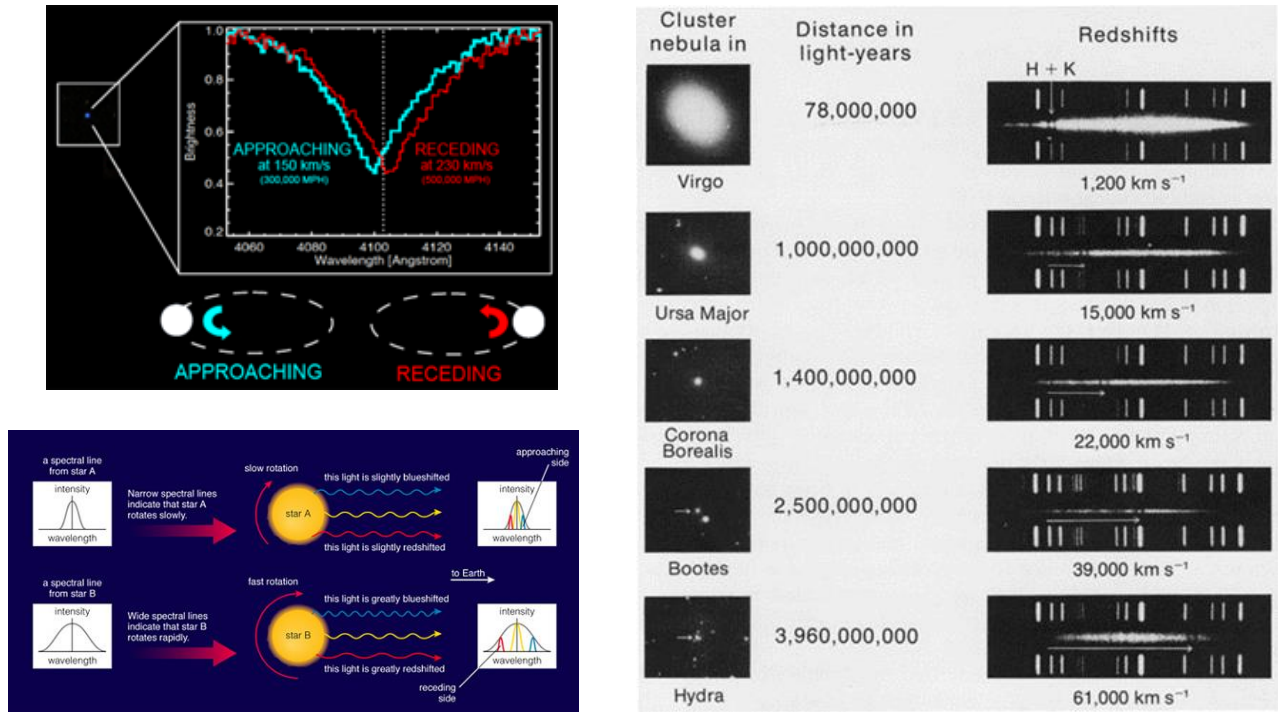 1.0
0.8
0.6
0.4
0.2
Brightness
APPROACHING
at 150 km/s
(300,000 MPH)
RECEDING
at 230 km/s
(500,000 MPH)
4060 4080 4100 4120 4140
Wavelength [Angstrom]
APPROACHING
RECEDING
a spectral line
from star A
intensity
wavelength
Narrow spectral lines
indicate that star A
rotates slowly.
slow rotation
star A
this light is slightly blueshifted
this light is slightly redshifted
approaching
side
intensity
wavelength
to Earth
a spectral line
from star B
intensity
wavelength
Wide spectral lines
indicate that star B
rotates rapidly.
fast rotation
star B
this light is greatly blueshifted
this light is greatly redshifted
intensity
wavelength
receding
side
Cluster
nebula in
Distance in
light-years
Redshifts
H + K
78,000,000
Virgo
1,200 km s⁻¹
1,000,000,000
Ursa Major
15,000 km s⁻¹
1,400,000,000
Corona
Borealis
22,000 km s⁻¹
2,500,000,000
Bootes
39,000 km s⁻¹
3,960,000,000
Hydra
61,000 km s⁻¹